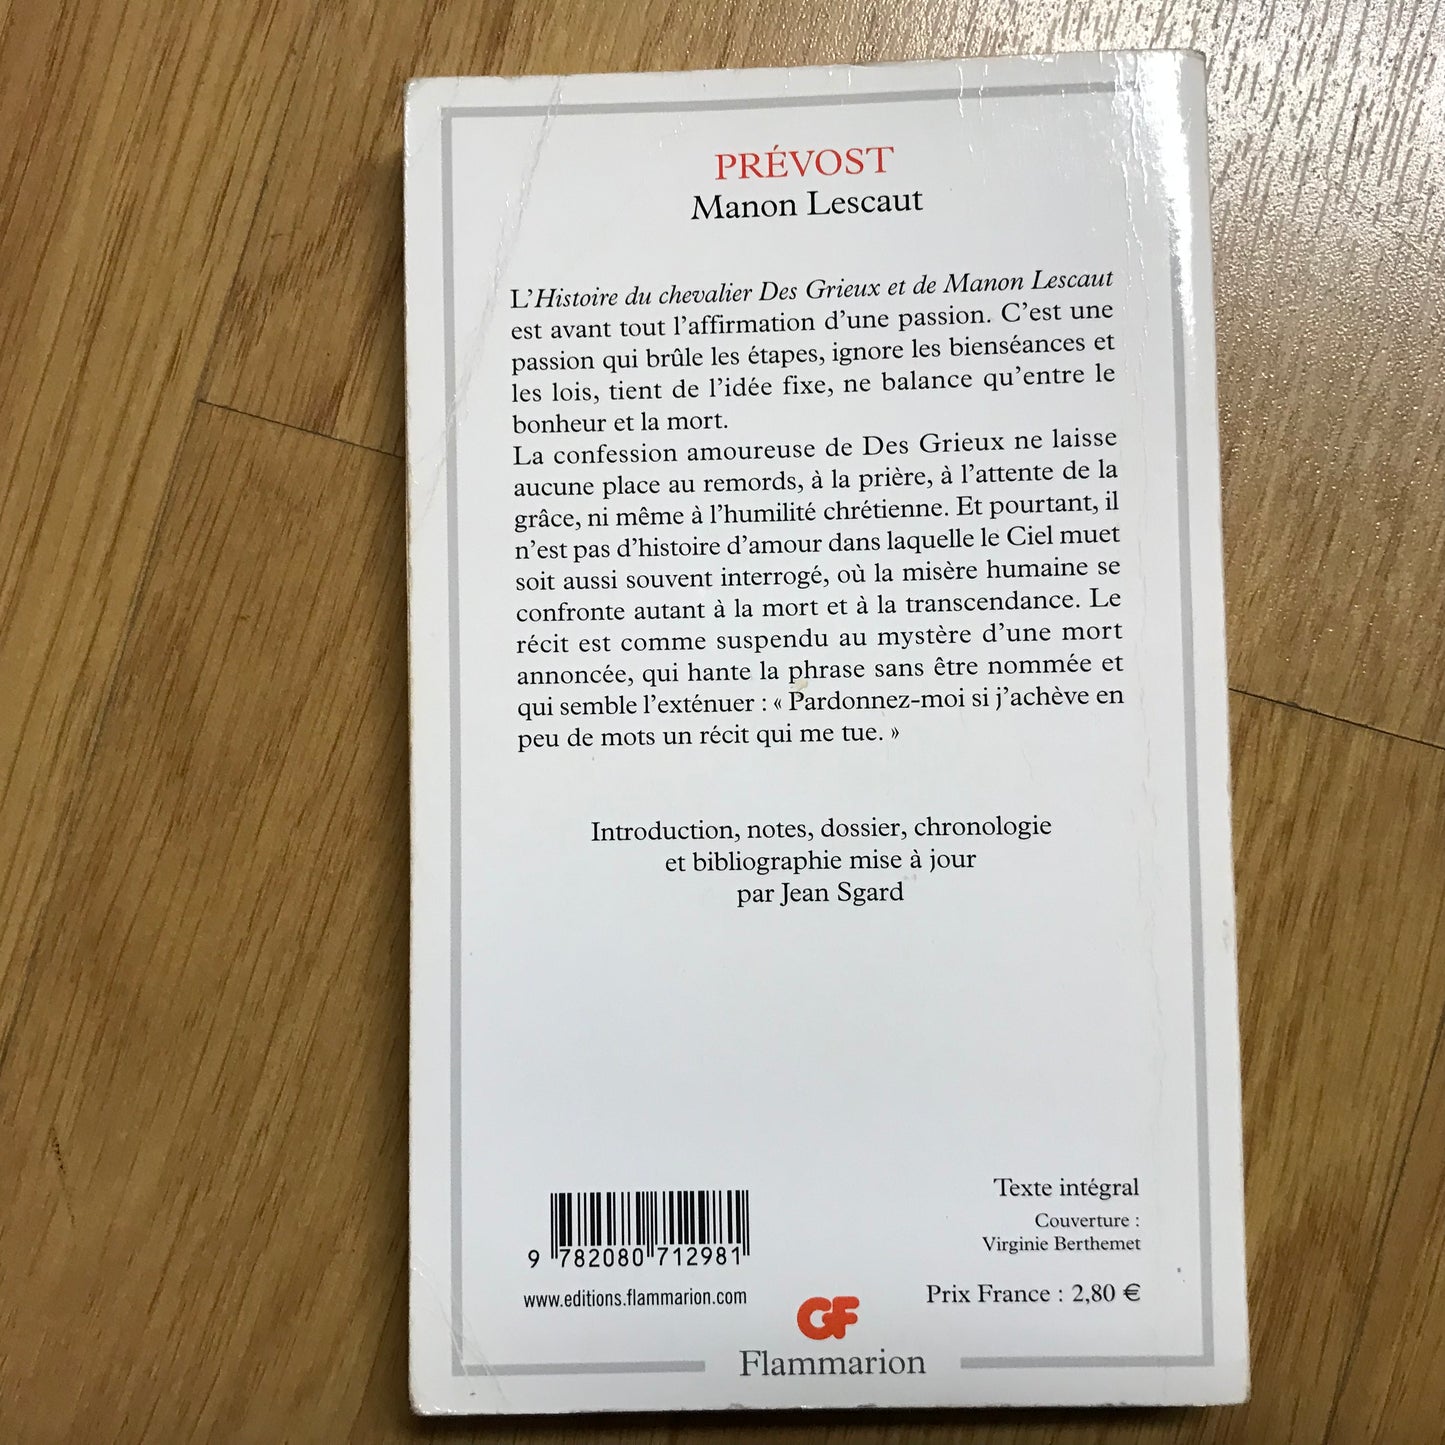 PRÉVOST
Manon Lescaut
L’Histoire du chevalier Des Grieux et de Manon Lescaut
est avant tout l’affirmation d’une passion. C’est une
passion qui brûle les étapes, ignore les bienséances et
les lois, tient de l’idée fixe, ne balance qu’entre le
bonheur et la mort.
La confession amoureuse de Des Grieux ne laisse
aucune place au remords, à la prière, à l’attente de la
grâce, ni même à l’humilité chrétienne. Et pourtant, il
n’est pas d’histoire d’amour dans laquelle le Ciel muet
soit aussi souvent interrogé, où la misère humaine se
confronte autant à la mort et à la transcendance. Le
récit est comme suspendu au mystère d’une mort
annoncée, qui hante la phrase sans être nommée et
qui semble l’exténuer : « Pardonnez-moi si j’achève en
peu de mots un récit qui me tue. »
Introduction, notes, dossier, chronologie
et bibliographie mise à jour
par Jean Sgard
Texte intégral
Couverture :
Virginie Berthemet
9 782080 712981
www.editions.flammarion.com
Prix France : 2,80 €
GF
Flammarion